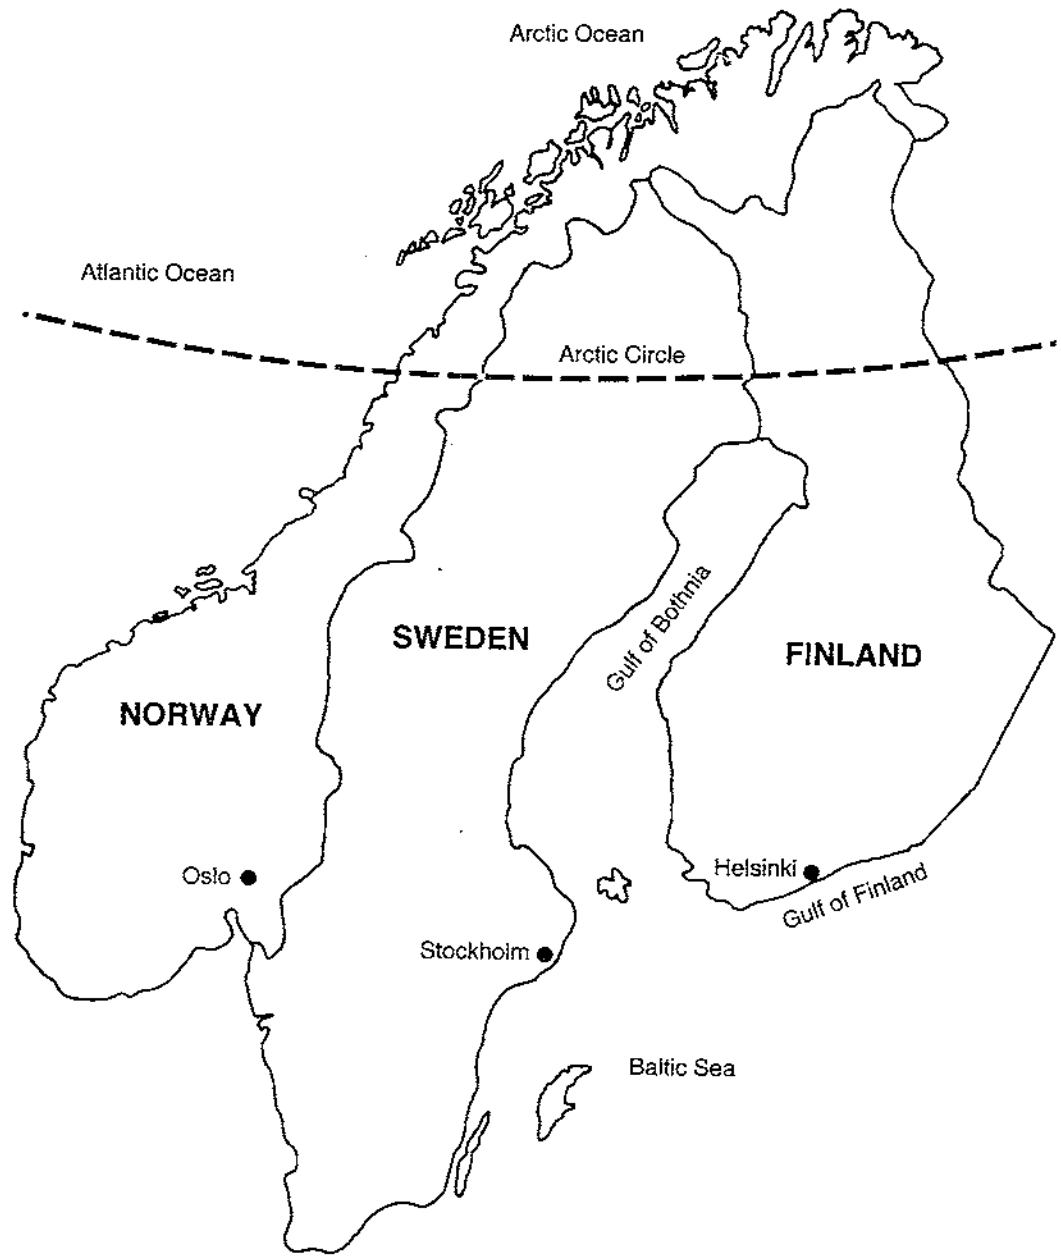 Arctic Ocean
Atlantic Ocean
Arctic Circle
Gulf of Bothnia
SWEDEN
FINLAND
NORWAY
Oslo
Helsinki
Gulf of Finland
Stockholm
Baltic Sea